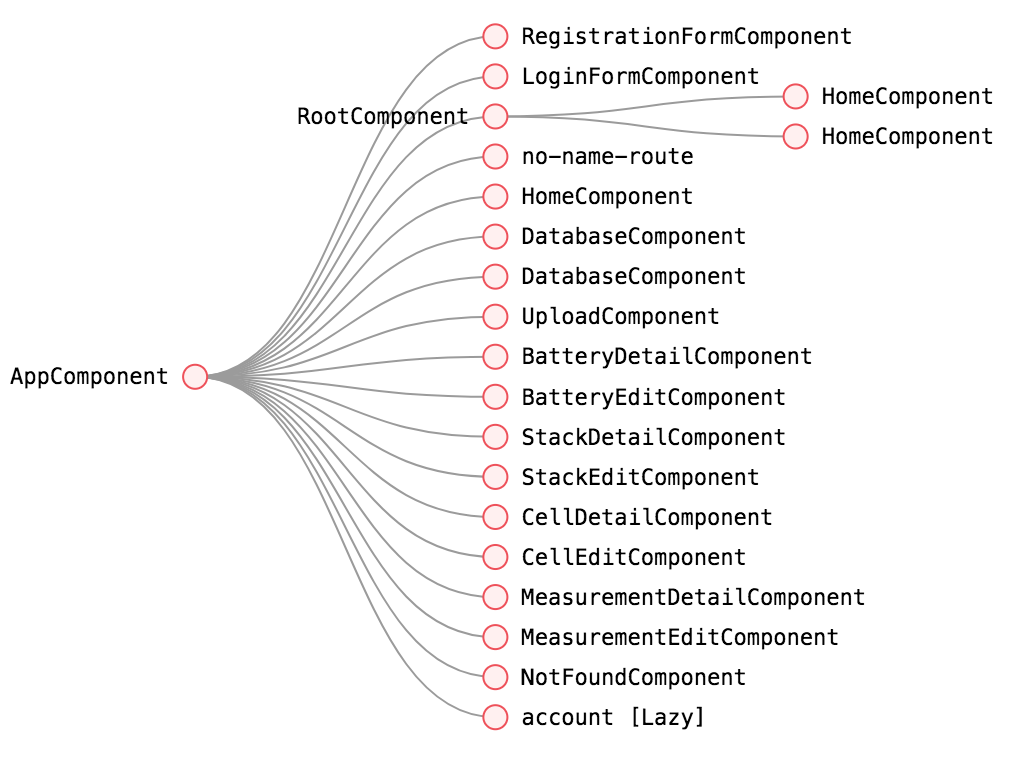 RegistrationFormComponent
LoginFormComponent
HomeComponent
RootComponent
HomeComponent
no-name-route
HomeComponent
DatabaseComponent
DatabaseComponent
UploadComponent
BatteryDetailComponent
AppComponent
BatteryEditComponent
StackDetailComponent
StackEditComponent
CellDetailComponent
CellEditComponent
MeasurementDetailComponent
MeasurementEditComponent
NotFoundComponent
account [Lazy]